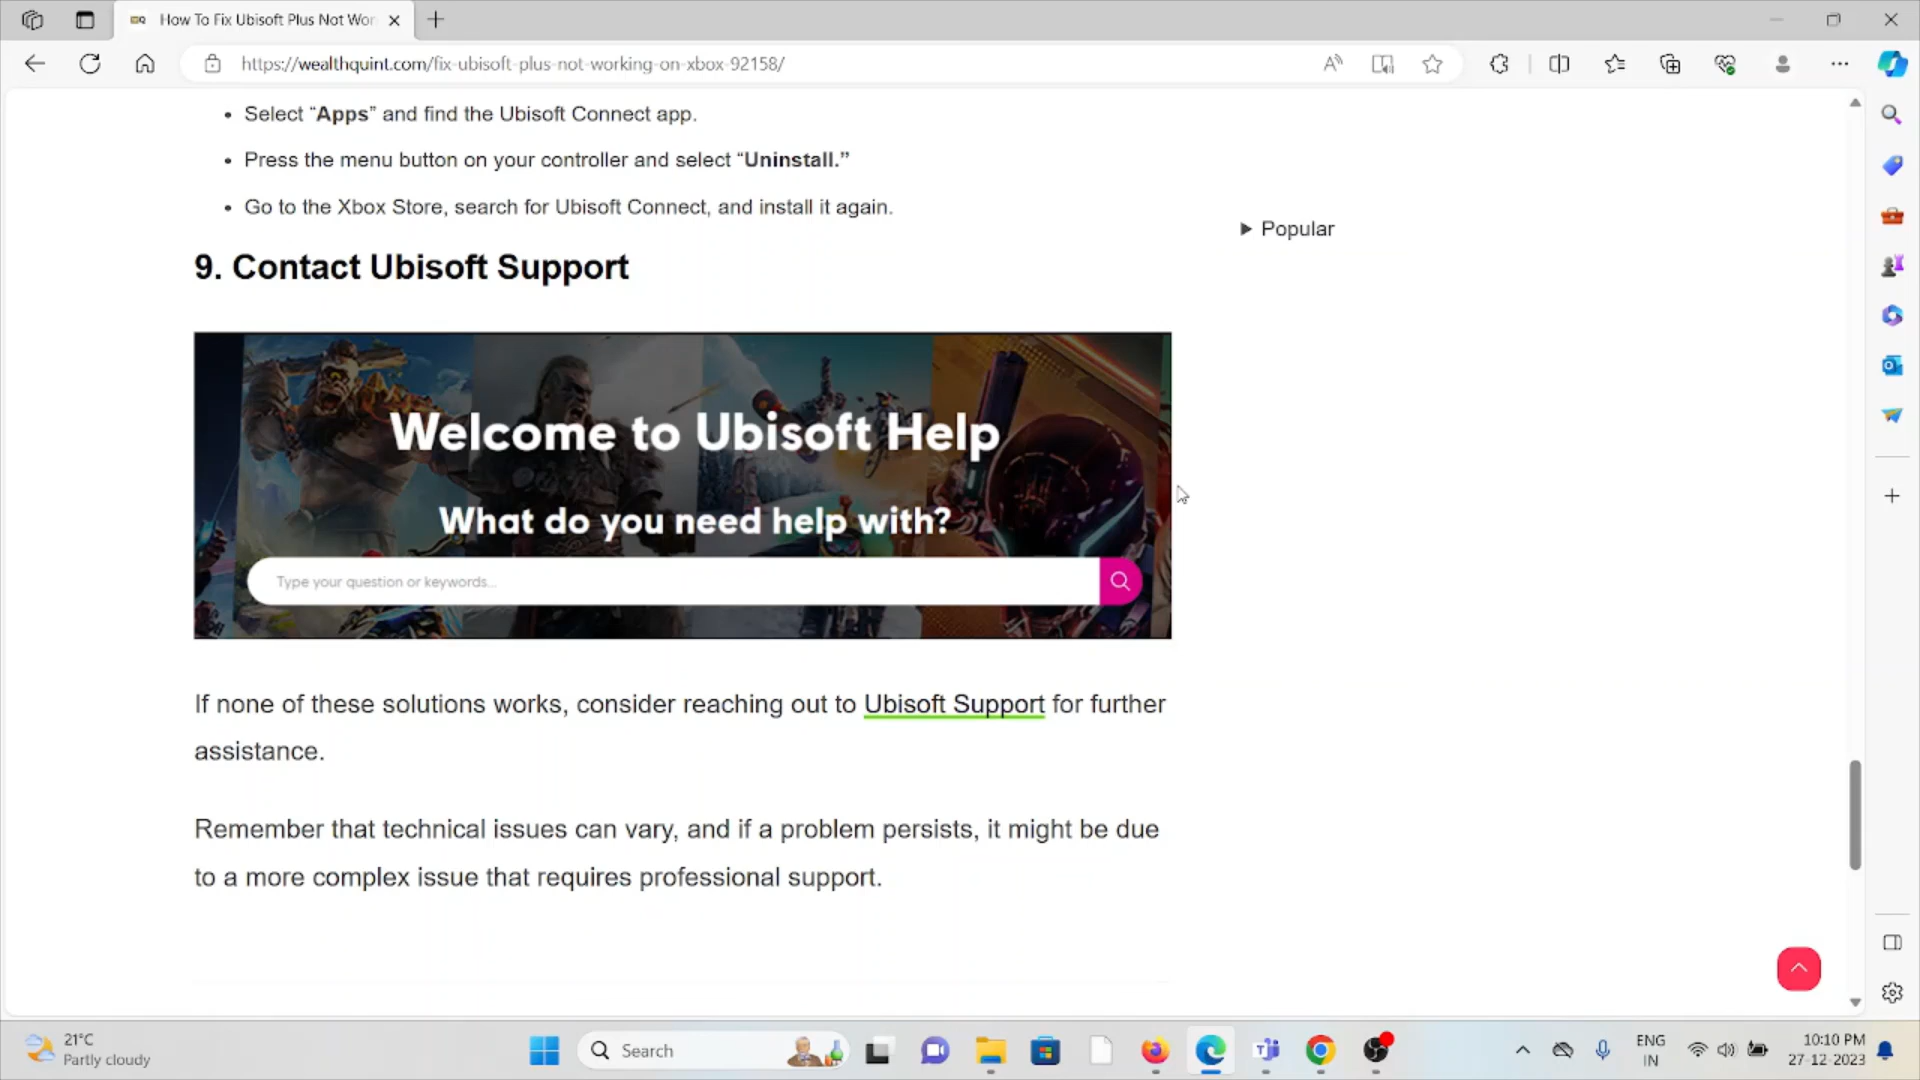 How To Fix Ubisoft Plus Not Wor
https://wealthquint.com/fix-ubisoft-plus-not-working-on-xbox-92158/
• Select “Apps” and find the Ubisoft Connect app.
• Press the menu button on your controller and select “Uninstall.”
• Go to the Xbox Store, search for Ubisoft Connect, and install it again.
▶ Popular
9. Contact Ubisoft Support
Welcome to Ubisoft Help
What do you need help with?
Type your question or keywords...
If none of these solutions works, consider reaching out to Ubisoft Support for further
assistance.
Remember that technical issues can vary, and if a problem persists, it might be due
to a more complex issue that requires professional support.
21°C
Partly cloudy
Search
ENG
IN
10:10 PM
27-12-2023